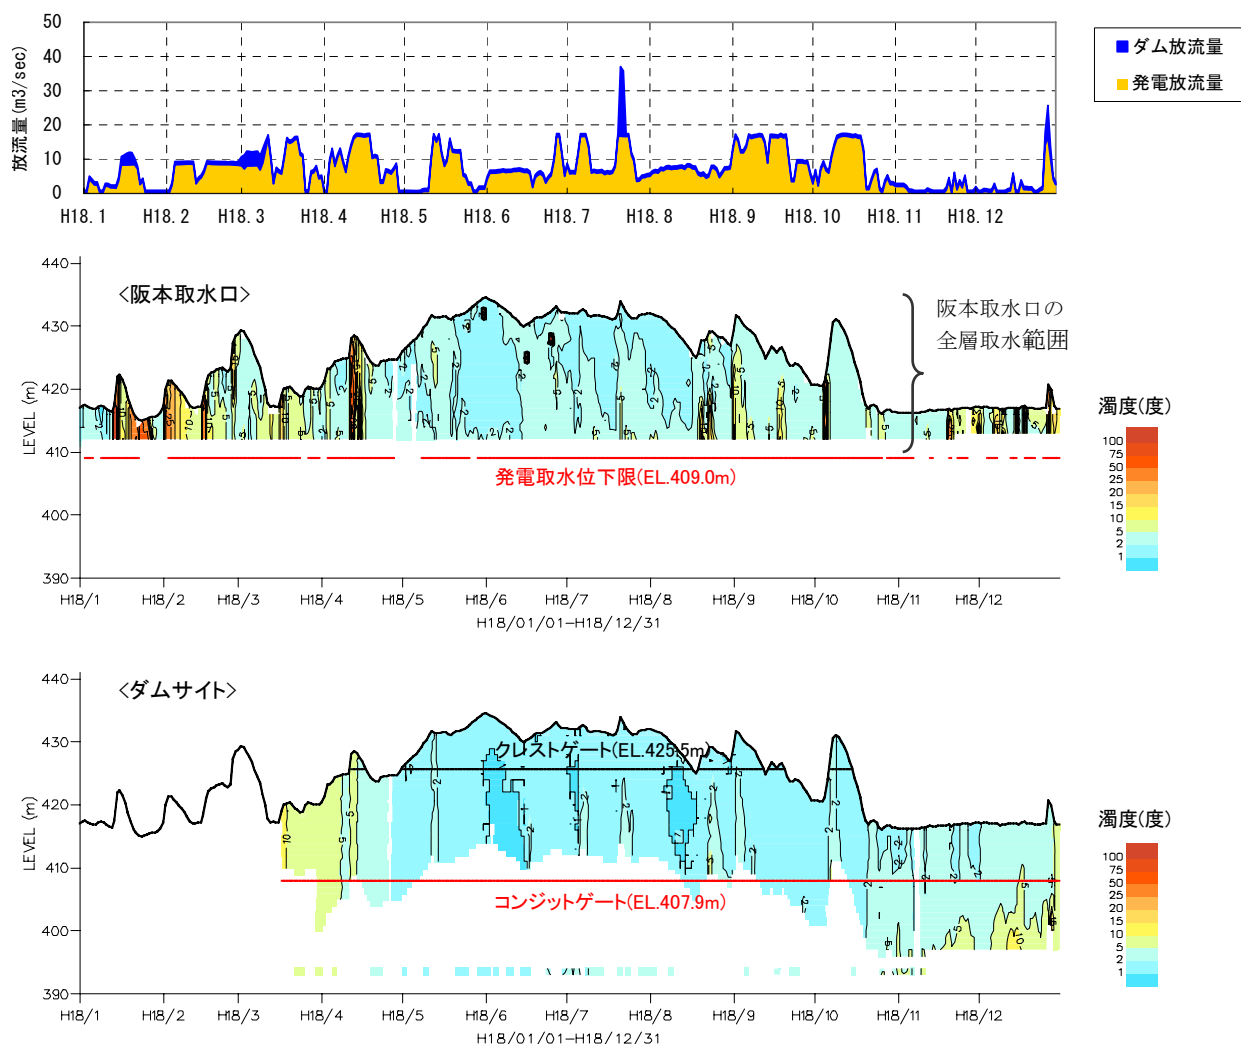 放流量(m3/sec)
50
40
30
20
10
0
H18.1 H18.2 H18.3 H18.4 H18.5 H18.6 H18.7 H18.8 H18.9 H18.10 H18.11 H18.12
ダム放流量
発電放流量
<阪本取水口>
LEVEL (m)
440
430
420
410
400
390
阪本取水口の
全層取水範囲
発電取水位下限(EL.409.0m)
H18/1 H18/2 H18/3 H18/4 H18/5 H18/6 H18/7 H18/8 H18/9 H18/10 H18/11 H18/12
H18/01/01-H18/12/31
濁度(度)
100
75
50
25
20
15
10
5
2
1
<ダムサイト>
LEVEL (m)
440
430
420
410
400
390
クレストゲート(EL.425.5m)
コンジットゲート(EL.407.9m)
H18/1 H18/2 H18/3 H18/4 H18/5 H18/6 H18/7 H18/8 H18/9 H18/10 H18/11 H18/12
H18/01/01-H18/12/31
濁度(度)
100
75
50
25
20
15
10
5
2
1